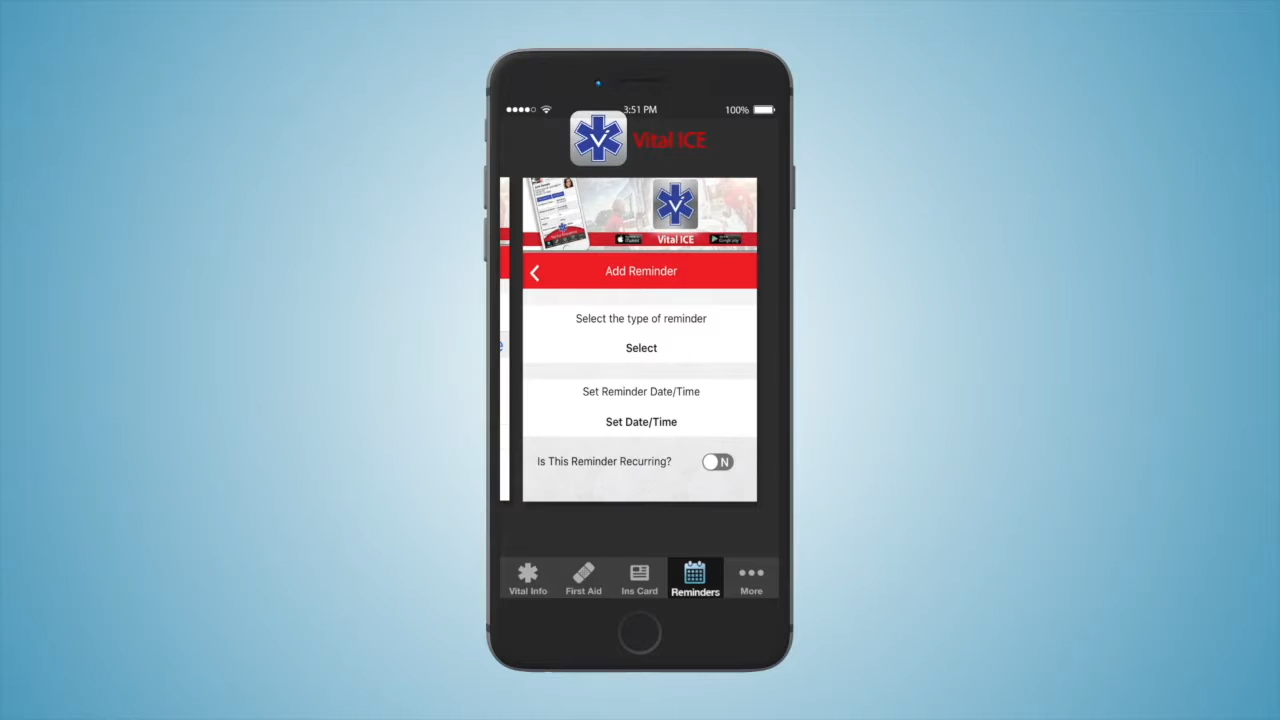 3:51 PM
100%
Vital ICE
Vital ICE
Add Reminder
Select the type of reminder
Select
Set Reminder Date/Time
Set Date/Time
Is This Reminder Recurring?
N
Vital Info
First Aid
Ins Card
Reminders
More